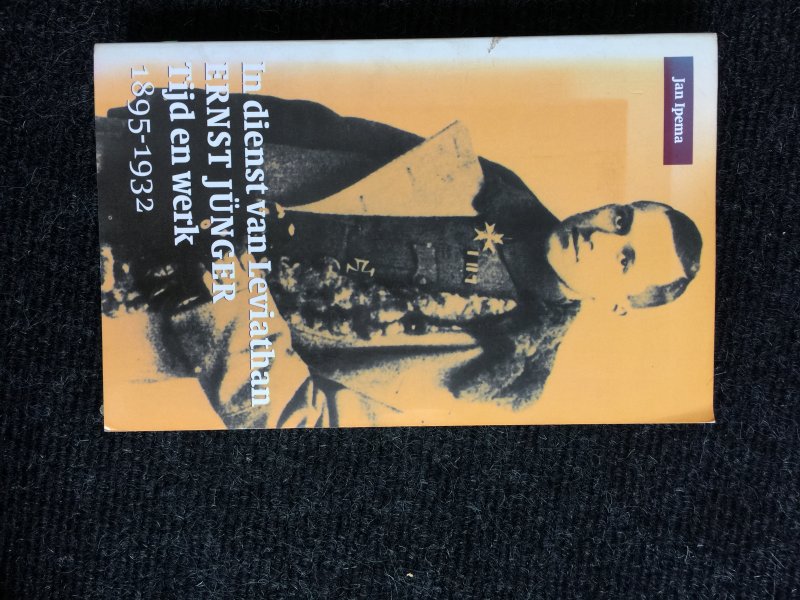 Jan Ipema
In dienst van Leviathan
ERNST JÜNGER
Tijd en werk
1895-1932